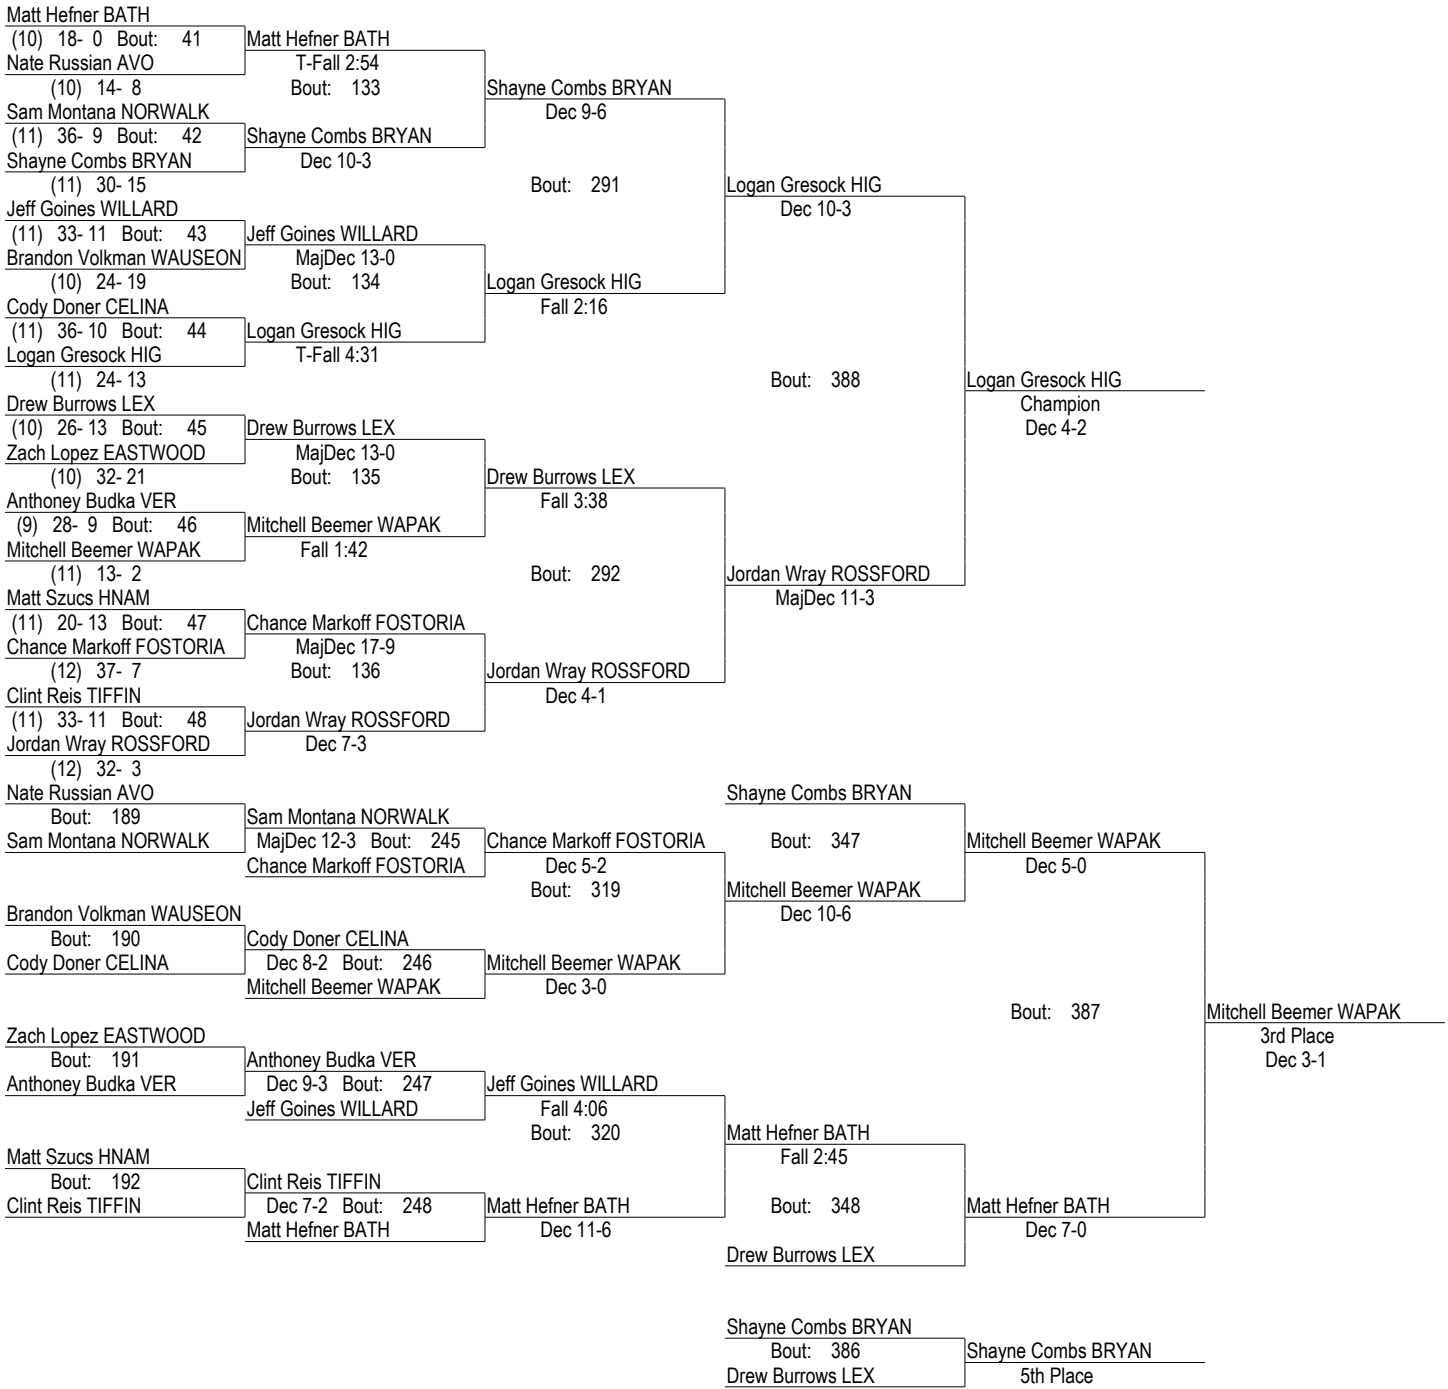 Matt Hefner BATH
(10) 18- 0 Bout: 41 Matt Hefner BATH
Nate Russian AVO T-Fall 2:54
(10) 14- 8 Bout: 133 Shayne Combs BRYAN
Sam Montana NORWALK Dec 9-6
(11) 36- 9 Bout: 42 Shayne Combs BRYAN
Shayne Combs BRYAN Dec 10-3
(11) 30- 15 Bout: 291 Logan Gresock HIG
Jeff Goines WILLARD Dec 10-3
(11) 33- 11 Bout: 43 Jeff Goines WILLARD
Brandon Volkman WAUSEON MajDec 13-0
(10) 24- 19 Bout: 134 Logan Gresock HIG
Cody Doner CELINA Fall 2:16
(11) 36- 10 Bout: 44 Logan Gresock HIG
Logan Gresock HIG T-Fall 4:31
(11) 24- 13 Bout: 388 Logan Gresock HIG
Drew Burrows LEX Champion
(10) 26- 13 Bout: 45 Drew Burrows LEX Dec 4-2
Zach Lopez EASTWOOD MajDec 13-0
(10) 32- 21 Bout: 135 Drew Burrows LEX
Anthoney Budka VER Fall 3:38
(9) 28- 9 Bout: 46 Mitchell Beemer WAPAK
Mitchell Beemer WAPAK Fall 1:42
(11) 13- 2 Bout: 292 Jordan Wray ROSSFORD
Matt Szucs HNAM MajDec 11-3
(11) 20- 13 Bout: 47 Chance Markoff FOSTORIA
Chance Markoff FOSTORIA MajDec 17-9
(12) 37- 7 Bout: 136 Jordan Wray ROSSFORD
Clint Reis TIFFIN Dec 4-1
(11) 33- 11 Bout: 48 Jordan Wray ROSSFORD
Jordan Wray ROSSFORD Dec 7-3
(12) 32- 3
Nate Russian AVO Shayne Combs BRYAN
Bout: 189 Sam Montana NORWALK
Sam Montana NORWALK MajDec 12-3 Bout: 245 Chance Markoff FOSTORIA Bout: 347 Mitchell Beemer WAPAK
Chance Markoff FOSTORIA Dec 5-2 Dec 5-0
Bout: 319 Mitchell Beemer WAPAK
Brandon Volkman WAUSEON Dec 10-6
Bout: 190 Cody Doner CELINA
Cody Doner CELINA Dec 8-2 Bout: 246 Mitchell Beemer WAPAK
Mitchell Beemer WAPAK Dec 3-0
Bout: 387 Mitchell Beemer WAPAK
Zach Lopez EASTWOOD 3rd Place
Bout: 191 Anthoney Budka VER Dec 3-1
Anthoney Budka VER Dec 9-3 Bout: 247 Jeff Goines WILLARD
Jeff Goines WILLARD Fall 4:06
Bout: 320 Matt Hefner BATH
Matt Szucs HNAM Fall 2:45
Bout: 192 Clint Reis TIFFIN
Clint Reis TIFFIN Dec 7-2 Bout: 248 Matt Hefner BATH Bout: 348 Matt Hefner BATH
Matt Hefner BATH Dec 11-6 Dec 7-0
Drew Burrows LEX
Shayne Combs BRYAN
Bout: 386 Shayne Combs BRYAN
Drew Burrows LEX 5th Place